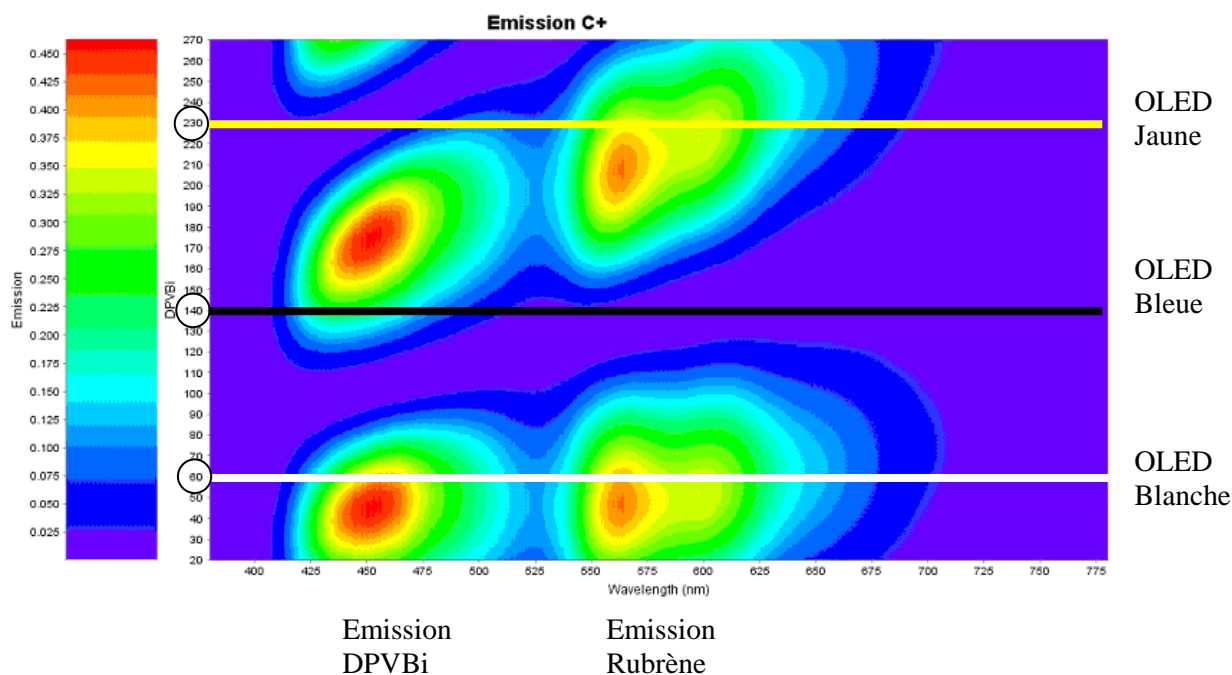 Emission C+
0.450
0.425
0.400
0.375
0.350
0.325
0.300
0.275
0.250
0.225
0.200
0.175
0.150
0.125
0.100
0.075
0.050
0.025
Emission
270
260
250
240
230
220
210
200
190
180
170
160
150
140
130
120
110
100
90
80
70
60
50
40
30
20
DPVBi
400 425 450 475 500 525 550 575 600 625 650 675 700 725 750 775
Wavelength (nm)
OLED
Jaune
OLED
Bleue
OLED
Blanche
Emission
DPVBi
Emission
Rubrène